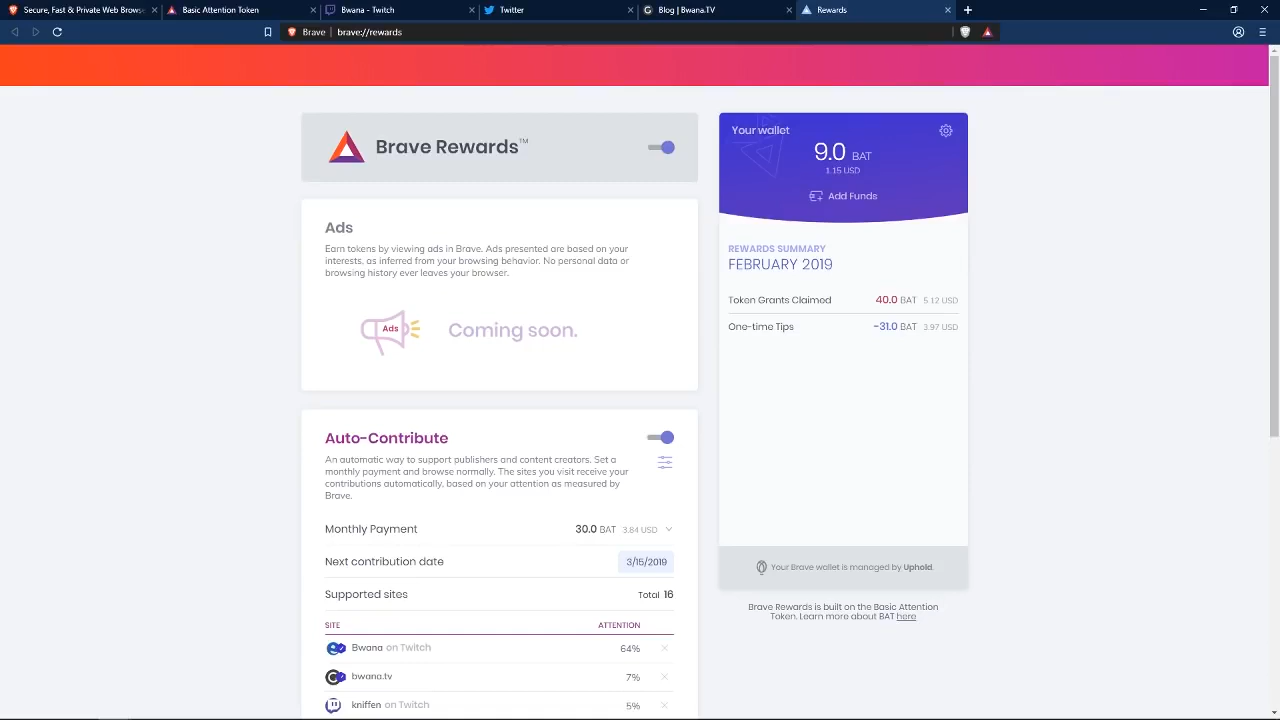 Secure, Fast & Private Web Browse
Basic Attention Token
Bwana - Twitch
Twitter
Blog | Bwana.TV
Rewards
Brave
brave://rewards
Brave Rewards™
Ads
Earn tokens by viewing ads in Brave. Ads presented are based on your
interests, as inferred from your browsing behavior. No personal data or
browsing history ever leaves your browser.
Ads
Coming soon.
Auto-Contribute
An automatic way to support publishers and content creators. Set a
monthly payment and browse normally. The sites you visit receive your
contributions automatically, based on your attention as measured by
Brave.
Monthly Payment 30.0 BAT 3.84 USD
Next contribution date 3/15/2019
Supported sites Total 16
SITE ATTENTION
Bwana on Twitch 64%
bwana.tv 7%
kniffen on Twitch 5%
Your wallet
9.0 BAT
1.15 USD
Add Funds
REWARDS SUMMARY
FEBRUARY 2019
Token Grants Claimed 40.0 BAT 5.12 USD
One-time Tips -31.0 BAT 3.97 USD
Your Brave wallet is managed by Uphold.
Brave Rewards is built on the Basic Attention
Token. Learn more about BAT here